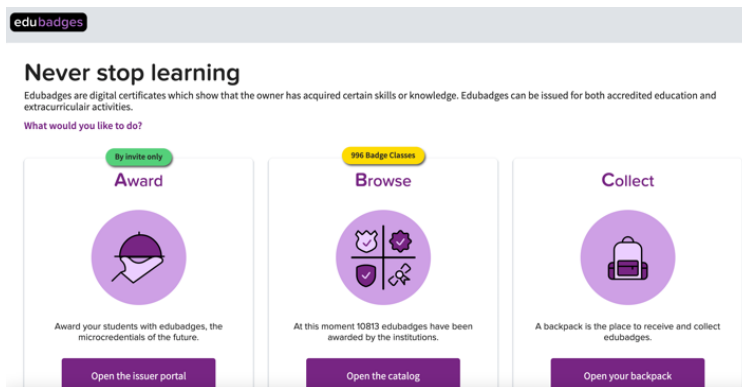 edubadges
Never stop learning
Edubadges are digital certificates which show that the owner has acquired certain skills or knowledge. Edubadges can be issued for both accredited education and
extracurriculair activities.
What would you like to do?
By invite only
Award
Award your students with edubadges, the
microcredentials of the future.
Open the issuer portal
996 Badge Classes
Browse
At this moment 10813 edubadges have been
awarded by the institutions.
Open the catalog
Collect
A backpack is the place to receive and collect
edubadges.
Open your backpack